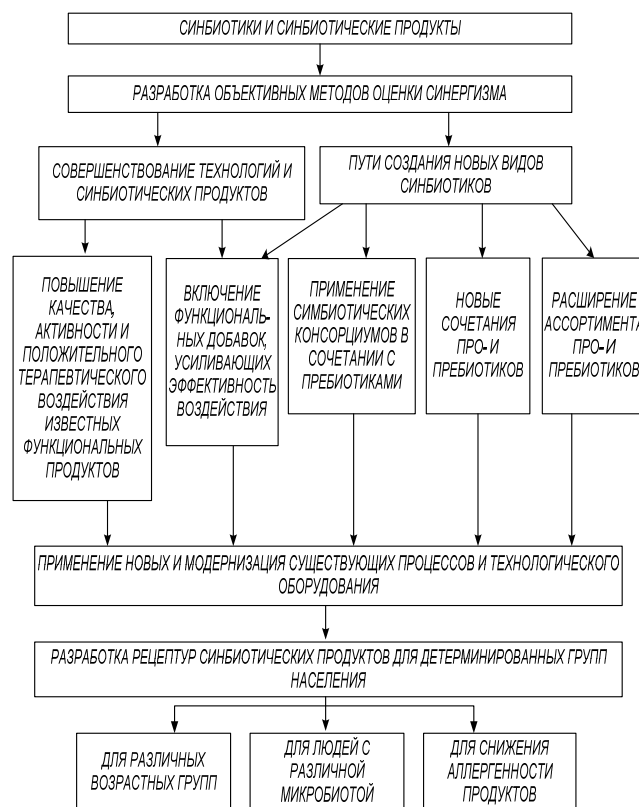 СИНБИОТИКИ И СИНБИОТИЧЕСКИЕ ПРОДУКТЫ
РАЗРАБОТКА ОБЪЕКТИВНЫХ МЕТОДОВ ОЦЕНКИ СИНЕРГИЗМА
СОВЕРШЕНСТВОВАНИЕ ТЕХНОЛОГИЙ И
СИНБИОТИЧЕСКИХ ПРОДУКТОВ
ПУТИ СОЗДАНИЯ НОВЫХ ВИДОВ
СИНБИОТИКОВ
ПОВЫШЕНИЕ
КАЧЕСТВА,
АКТИВНОСТИ И
ПОЛОЖИТЕЛЬНОГО
ТЕРАПЕВТИЧЕСКОГО
ВОЗДЕЙСТВИЯ
ИЗВЕСТНЫХ
ФУНКЦИОНАЛЬНЫХ
ПРОДУКТОВ
ВКЛЮЧЕНИЕ
ФУНКЦИОНАЛЬ-
НЫХ ДОБАВОК,
УСИЛИВАЮЩИХ
ЭФФЕКТИВНОСТЬ
ВОЗДЕЙСТВИЯ
ПРИМЕНЕНИЕ
СИМБИОТИЧЕСКИХ
КОНСОРЦИУМОВ В
СОЧЕТАНИИ С
ПРЕБИОТИКАМИ
НОВЫЕ
СОЧЕТАНИЯ
ПРО- И
ПРЕБИОТИКОВ
РАСШИРЕНИЕ
АССОРТИМЕНТА
ПРО- И
ПРЕБИОТИКОВ
ПРИМЕНЕНИЕ НОВЫХ И МОДЕРНИЗАЦИЯ СУЩЕСТВУЮЩИХ ПРОЦЕССОВ И ТЕХНОЛОГИЧЕСКОГО
ОБОРУДОВАНИЯ
РАЗРАБОТКА РЕЦЕПТУР СИНБИОТИЧЕСКИХ ПРОДУКТОВ ДЛЯ ДЕТЕРМИНИРОВАННЫХ ГРУПП
НАСЕЛЕНИЯ
ДЛЯ РАЗЛИЧНЫХ
ВОЗРАСТНЫХ ГРУПП
ДЛЯ ЛЮДЕЙ С
РАЗЛИЧНОЙ
МИКРОБИОТОЙ
ДЛЯ СНИЖЕНИЯ
АЛЛЕРГЕННОСТИ
ПРОДУКТОВ